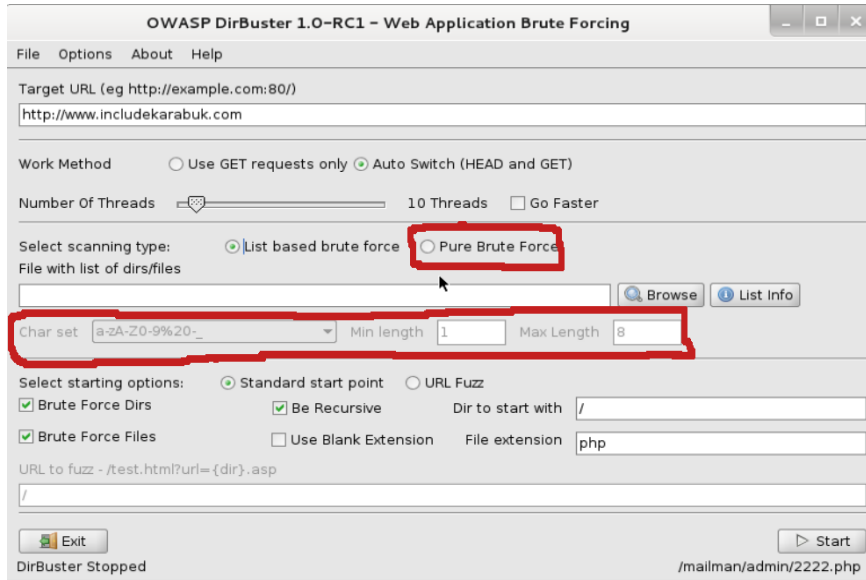 OWASP DirBuster 1.0-RC1 - Web Application Brute Forcing
File Options About Help
Target URL (eg http://example.com:80/)
http://www.includekarabuk.com
Work Method Use GET requests only Auto Switch (HEAD and GET)
Number Of Threads 10 Threads Go Faster
Select scanning type: List based brute force Pure Brute Force
File with list of dirs/files
Browse List Info
Char set a-zA-Z0-9%20-_ Min length 1 Max Length 8
Select starting options: Standard start point URL Fuzz
Brute Force Dirs Be Recursive Dir to start with /
Brute Force Files Use Blank Extension File extension php
URL to fuzz - /test.html?url={dir}.asp
/
Exit Start
DirBuster Stopped /mailman/admin/2222.php